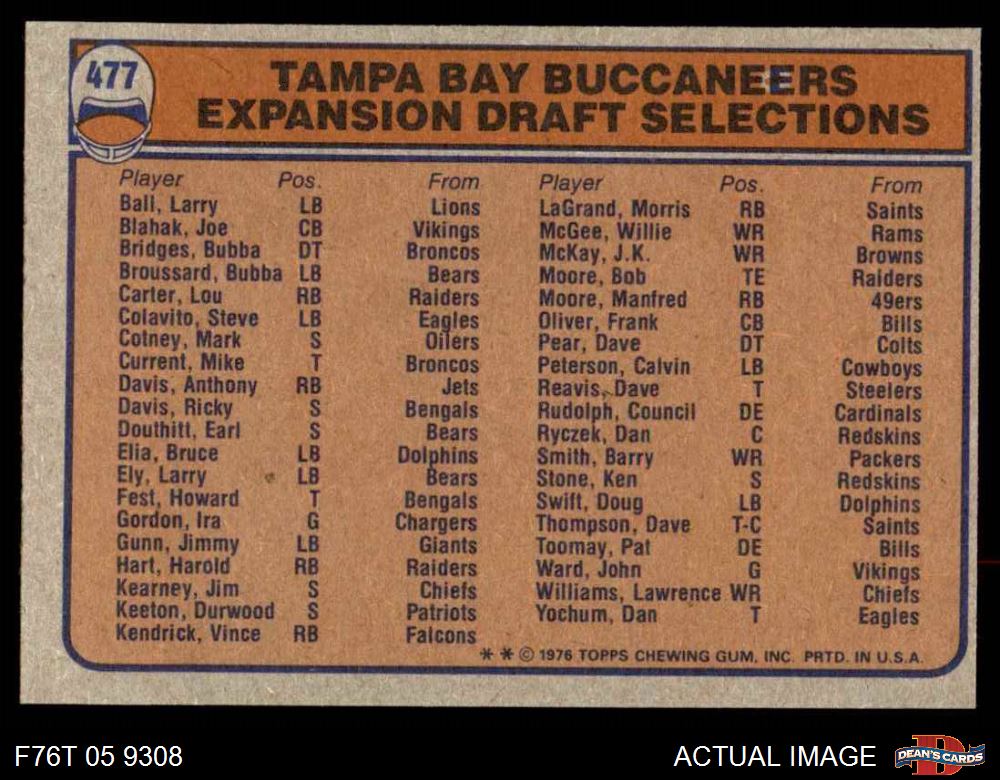 477
TAMPA BAY BUCCANEERS
EXPANSION DRAFT SELECTIONS
Player Pos. From
Ball, Larry LB Lions
Blahak, Joe CB Vikings
Bridges, Bubba DT Broncos
Broussard, Bubba LB Bears
Carter, Lou RB Raiders
Colavito, Steve LB Eagles
Cotney, Mark S Oilers
Current, Mike T Broncos
Davis, Anthony RB Jets
Davis, Ricky S Bengals
Douthitt, Earl S Bears
Elia, Bruce LB Dolphins
Ely, Larry LB Bears
Fest, Howard T Bengals
Gordon, Ira G Chargers
Gunn, Jimmy LB Giants
Hart, Harold RB Raiders
Kearney, Jim S Chiefs
Keeton, Durwood S Patriots
Kendrick, Vince RB Falcons
Player Pos. From
LaGrand, Morris RB Saints
McGee, Willie WR Rams
McKay, J.K. WR Browns
Moore, Bob TE Raiders
Moore, Manfred RB 49ers
Oliver, Frank CB Bills
Pear, Dave DT Colts
Peterson, Calvin LB Cowboys
Reavis, Dave T Steelers
Rudolph, Council DE Cardinals
Ryczek, Dan C Redskins
Smith, Barry WR Packers
Stone, Ken S Redskins
Swift, Doug LB Dolphins
Thompson, Dave T-C Saints
Toomay, Pat DE Bills
Ward, John G Vikings
Williams, Lawrence WR Chiefs
Yochum, Dan T Eagles
* * © 1976 TOPPS CHEWING GUM, INC. PRTD. IN U.S.A.
F76T 05 9308
ACTUAL IMAGE
D
DEAN'S CARDS